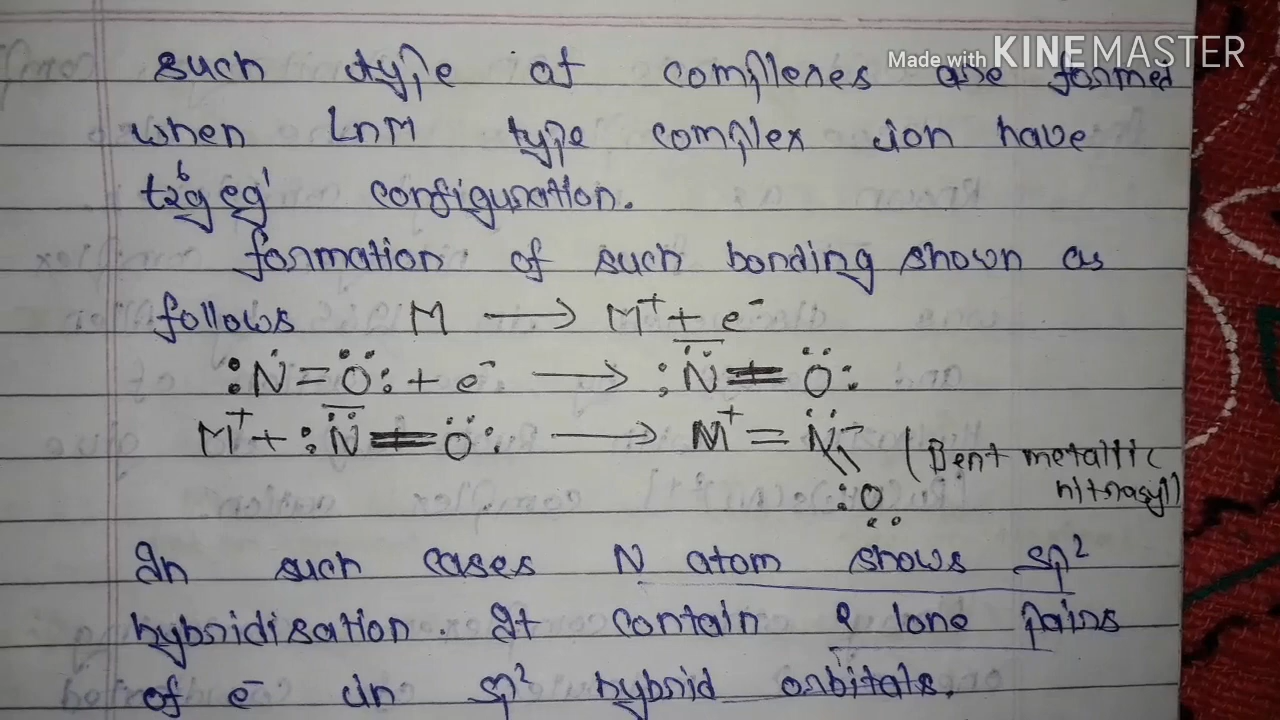 Made with KINEMASTER
such type of complexes are formed
when LnM type complex ion have
t2g⁶ eg¹ configuration.
formation of such bonding shown as
follows M ⟶ M⁺ + e⁻
:Ṅ=Ö: + e⁻ ⟶ :N̈̄=Ö:
M⁺ + :N̈̄=Ö: ⟶ M⁺=N̈⁻
(Bent metallic
nitrosyl)
:O
In such cases N atom shows sp²
hybridisation. It contain 2 lone pairs
of e⁻ in sp² hybrid orbitals.